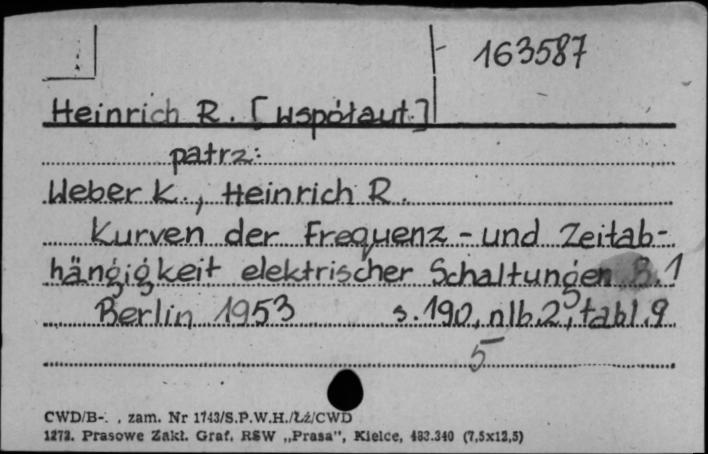 163587
Heinrich R. [współaut.]
patrz:
Weber K., Heinrich R.
Kurven der Frequenz - und Zeitab-
hängigkeit elektrischer Schaltungen B.1
Berlin 1953 s. 190, nlb. 2, tabl. 9
5
CWD/B-. , zam. Nr 1743/S.P.W.H./Łż/CWD
1273. Prasowe Zakł. Graf. RSW „Prasa", Kielce, 483.340 (7,5x12,5)